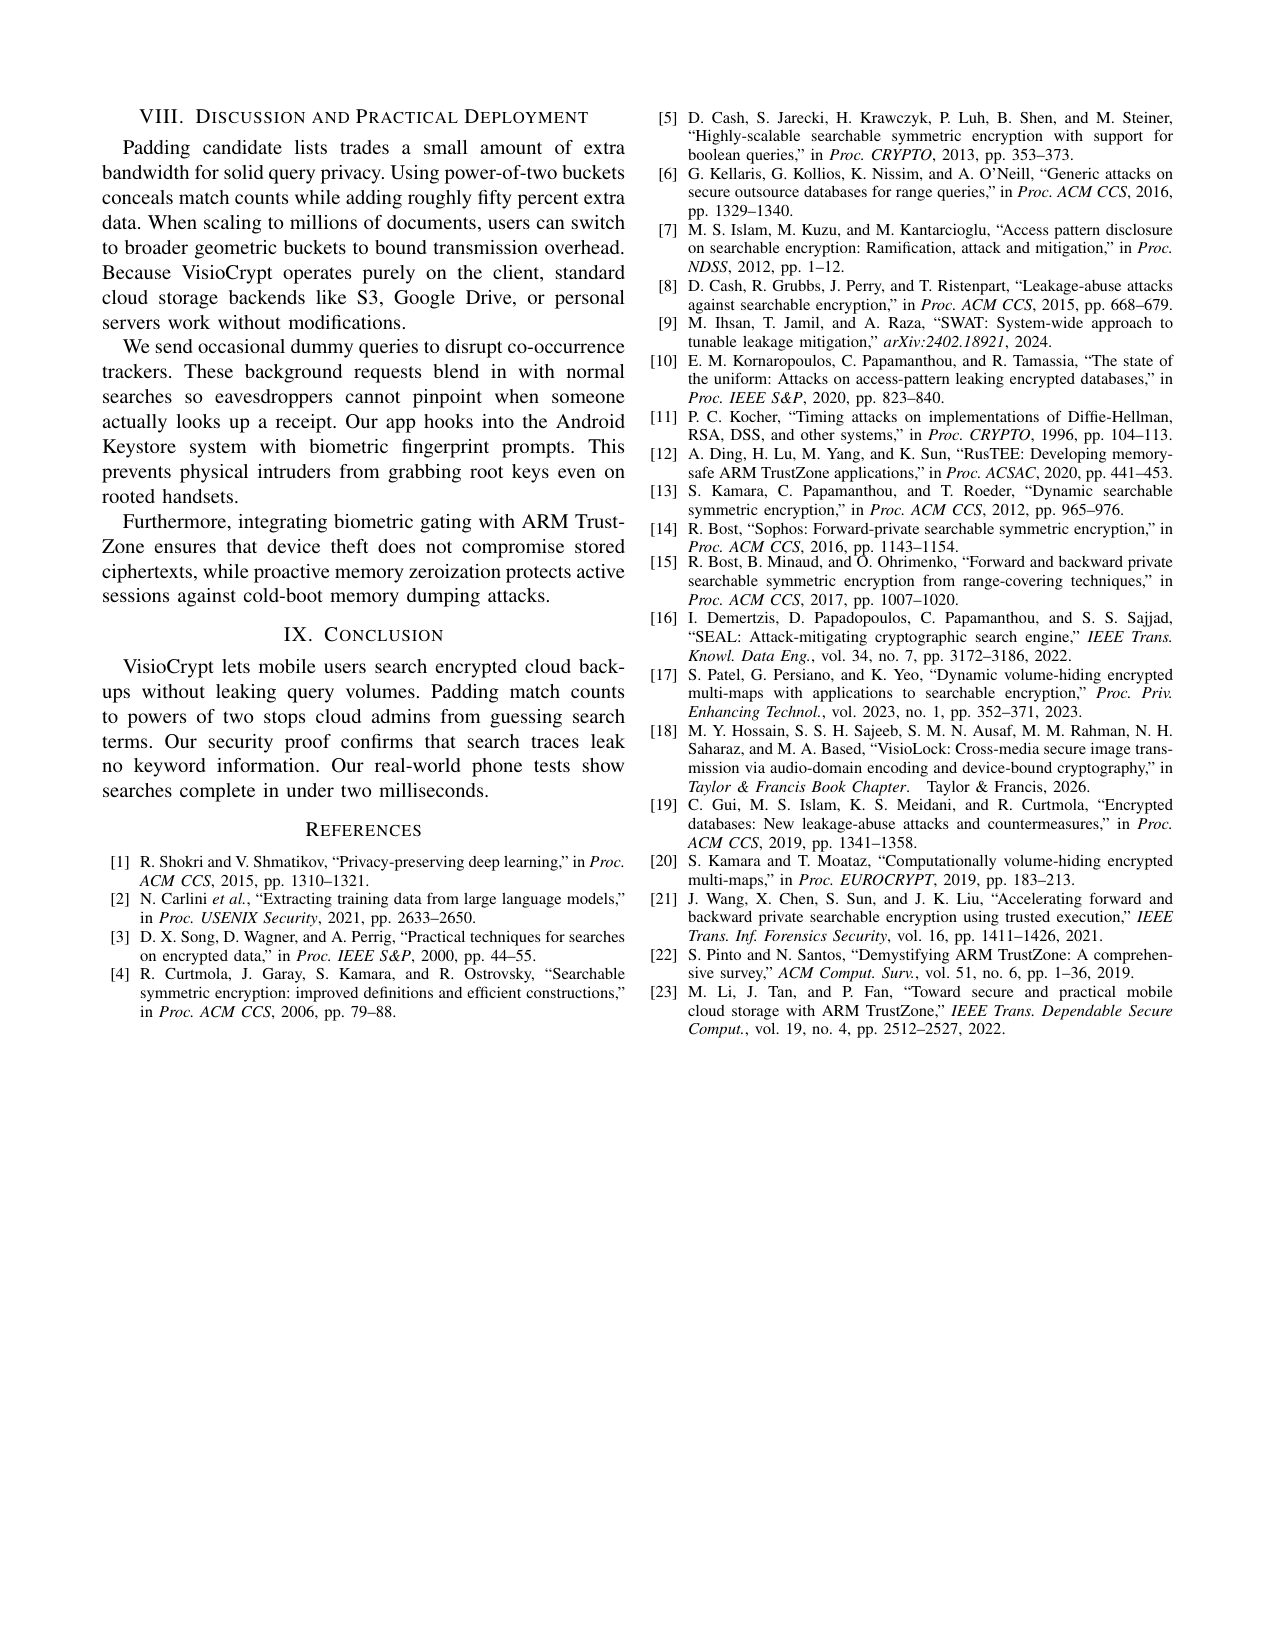 VIII. DISCUSSION AND PRACTICAL DEPLOYMENT
Padding candidate lists trades a small amount of extra
bandwidth for solid query privacy. Using power-of-two buckets
conceals match counts while adding roughly fifty percent extra
data. When scaling to millions of documents, users can switch
to broader geometric buckets to bound transmission overhead.
Because VisioCrypt operates purely on the client, standard
cloud storage backends like S3, Google Drive, or personal
servers work without modifications.
We send occasional dummy queries to disrupt co-occurrence
trackers. These background requests blend in with normal
searches so eavesdroppers cannot pinpoint when someone
actually looks up a receipt. Our app hooks into the Android
Keystore system with biometric fingerprint prompts. This
prevents physical intruders from grabbing root keys even on
rooted handsets.
Furthermore, integrating biometric gating with ARM Trust-
Zone ensures that device theft does not compromise stored
ciphertexts, while proactive memory zeroization protects active
sessions against cold-boot memory dumping attacks.
IX. CONCLUSION
VisioCrypt lets mobile users search encrypted cloud back-
ups without leaking query volumes. Padding match counts
to powers of two stops cloud admins from guessing search
terms. Our security proof confirms that search traces leak
no keyword information. Our real-world phone tests show
searches complete in under two milliseconds.
REFERENCES
[1] R. Shokri and V. Shmatikov, “Privacy-preserving deep learning,” in Proc.
ACM CCS, 2015, pp. 1310–1321.
[2] N. Carlini et al., “Extracting training data from large language models,”
in Proc. USENIX Security, 2021, pp. 2633–2650.
[3] D. X. Song, D. Wagner, and A. Perrig, “Practical techniques for searches
on encrypted data,” in Proc. IEEE S&P, 2000, pp. 44–55.
[4] R. Curtmola, J. Garay, S. Kamara, and R. Ostrovsky, “Searchable
symmetric encryption: improved definitions and efficient constructions,”
in Proc. ACM CCS, 2006, pp. 79–88.
[5] D. Cash, S. Jarecki, H. Krawczyk, P. Luh, B. Shen, and M. Steiner,
“Highly-scalable searchable symmetric encryption with support for
boolean queries,” in Proc. CRYPTO, 2013, pp. 353–373.
[6] G. Kellaris, G. Kollios, K. Nissim, and A. O’Neill, “Generic attacks on
secure outsource databases for range queries,” in Proc. ACM CCS, 2016,
pp. 1329–1340.
[7] M. S. Islam, M. Kuzu, and M. Kantarcioglu, “Access pattern disclosure
on searchable encryption: Ramification, attack and mitigation,” in Proc.
NDSS, 2012, pp. 1–12.
[8] D. Cash, R. Grubbs, J. Perry, and T. Ristenpart, “Leakage-abuse attacks
against searchable encryption,” in Proc. ACM CCS, 2015, pp. 668–679.
[9] M. Ihsan, T. Jamil, and A. Raza, “SWAT: System-wide approach to
tunable leakage mitigation,” arXiv:2402.18921, 2024.
[10] E. M. Kornaropoulos, C. Papamanthou, and R. Tamassia, “The state of
the uniform: Attacks on access-pattern leaking encrypted databases,” in
Proc. IEEE S&P, 2020, pp. 823–840.
[11] P. C. Kocher, “Timing attacks on implementations of Diffie-Hellman,
RSA, DSS, and other systems,” in Proc. CRYPTO, 1996, pp. 104–113.
[12] A. Ding, H. Lu, M. Yang, and K. Sun, “RusTEE: Developing memory-
safe ARM TrustZone applications,” in Proc. ACSAC, 2020, pp. 441–453.
[13] S. Kamara, C. Papamanthou, and T. Roeder, “Dynamic searchable
symmetric encryption,” in Proc. ACM CCS, 2012, pp. 965–976.
[14] R. Bost, “Sophos: Forward-private searchable symmetric encryption,” in
Proc. ACM CCS, 2016, pp. 1143–1154.
[15] R. Bost, B. Minaud, and O. Ohrimenko, “Forward and backward private
searchable symmetric encryption from range-covering techniques,” in
Proc. ACM CCS, 2017, pp. 1007–1020.
[16] I. Demertzis, D. Papadopoulos, C. Papamanthou, and S. S. Sajjad,
“SEAL: Attack-mitigating cryptographic search engine,” IEEE Trans.
Knowl. Data Eng., vol. 34, no. 7, pp. 3172–3186, 2022.
[17] S. Patel, G. Persiano, and K. Yeo, “Dynamic volume-hiding encrypted
multi-maps with applications to searchable encryption,” Proc. Priv.
Enhancing Technol., vol. 2023, no. 1, pp. 352–371, 2023.
[18] M. Y. Hossain, S. S. H. Sajeeb, S. M. N. Ausaf, M. M. Rahman, N. H.
Saharaz, and M. A. Based, “VisioLock: Cross-media secure image trans-
mission via audio-domain encoding and device-bound cryptography,” in
Taylor & Francis Book Chapter. Taylor & Francis, 2026.
[19] C. Gui, M. S. Islam, K. S. Meidani, and R. Curtmola, “Encrypted
databases: New leakage-abuse attacks and countermeasures,” in Proc.
ACM CCS, 2019, pp. 1341–1358.
[20] S. Kamara and T. Moataz, “Computationally volume-hiding encrypted
multi-maps,” in Proc. EUROCRYPT, 2019, pp. 183–213.
[21] J. Wang, X. Chen, S. Sun, and J. K. Liu, “Accelerating forward and
backward private searchable encryption using trusted execution,” IEEE
Trans. Inf. Forensics Security, vol. 16, pp. 1411–1426, 2021.
[22] S. Pinto and N. Santos, “Demystifying ARM TrustZone: A comprehen-
sive survey,” ACM Comput. Surv., vol. 51, no. 6, pp. 1–36, 2019.
[23] M. Li, J. Tan, and P. Fan, “Toward secure and practical mobile
cloud storage with ARM TrustZone,” IEEE Trans. Dependable Secure
Comput., vol. 19, no. 4, pp. 2512–2527, 2022.